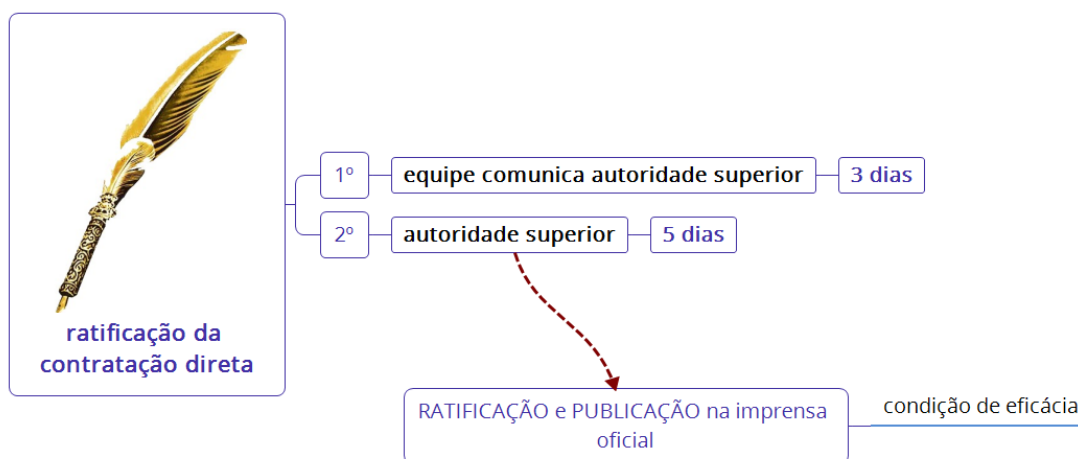 ratificação da
contratação direta
1º
equipe comunica autoridade superior
3 dias
2º
autoridade superior
5 dias
RATIFICAÇÃO e PUBLICAÇÃO na imprensa
oficial
condição de eficácia